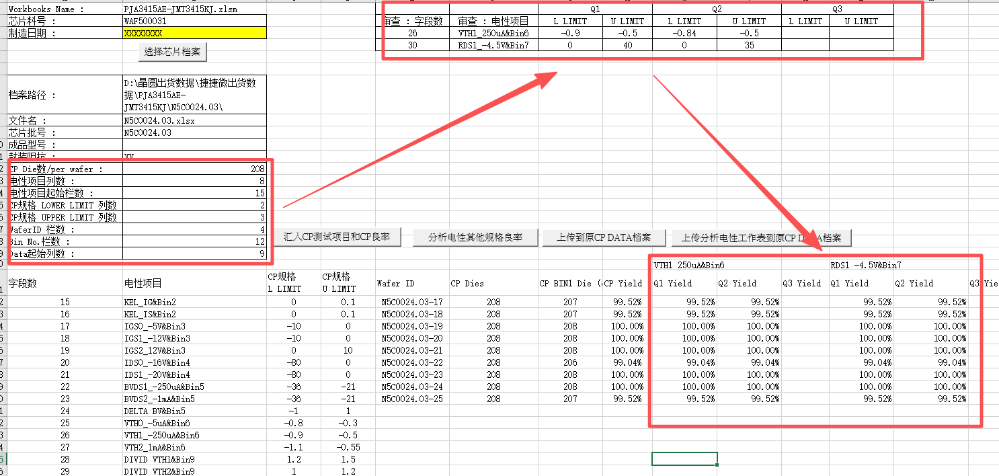 Workbooks Name : PJA3415AE-JMT3415KJ.xlsm
芯片料号 : WAF500031
制造日期 : XXXXXXXX
选择芯片档案
Q1 Q2 Q3
审查 : 字段数 审查 : 电性项目 L LIMIT U LIMIT L LIMIT U LIMIT L LIMIT U LIMIT
26 VTH1_250uA&Bin6 -0.9 -0.5 -0.84 -0.5
30 RDS1_-4.5V&Bin7 0 40 0 35
档案路径 : D:\晶圆出货数据\捷捷微出货数
据\PJA3415AE-
JMT3415KJ\N5C0024.03\
文件名 : N5C0024.03.xlsx
芯片批号 : N5C0024.03
成品型号 :
封装阻抗 : XX
CP Die数/per wafer : 208
电性项目列数 : 8
电性项目起始栏数 : 15
CP规格 LOWER LIMIT 列数 2
CP规格 UPPER LIMIT 列数 3
WaferID 栏数 : 4
Bin No.栏数 : 12
Data起始列数 : 9
汇入CP测试项目和CP良率 分析电性其他规格良率 上传到原CP DATA档案 上传分析电性工作表到原CP DATA档案
VTH1_250uA&Bin6 RDS1_-4.5V&Bin7
字段数 电性项目 CP规格 L LIMIT CP规格 U LIMIT Wafer ID CP Dies CP BIN1 Die ( CP Yield Q1 Yield Q2 Yield Q3 Yield Q1 Yield Q2 Yield Q3 Yie
15 KEL_IG&Bin2 0 0.1 N5C0024.03-17 208 207 99.52% 99.52% 99.52% 99.52% 99.52%
16 KEL_IS&Bin2 0 0.1 N5C0024.03-18 208 207 99.52% 99.52% 99.52% 99.52% 99.52%
17 IGS0_-5V&Bin3 -10 0 N5C0024.03-19 208 208 100.00% 100.00% 100.00% 100.00% 100.00%
18 IGS1_-12V&Bin3 -10 0 N5C0024.03-20 208 208 100.00% 100.00% 100.00% 100.00% 100.00%
19 IGS2_12V&Bin3 0 10 N5C0024.03-21 208 208 100.00% 100.00% 100.00% 100.00% 100.00%
20 IDS0_-16V&Bin4 -80 0 N5C0024.03-22 208 206 99.04% 99.04% 99.04% 99.04% 99.04%
21 IDS1_-20V&Bin4 -80 0 N5C0024.03-23 208 208 100.00% 100.00% 100.00% 100.00% 100.00%
22 BVDS1_-250uA&Bin5 -36 -21 N5C0024.03-24 208 208 100.00% 100.00% 100.00% 100.00% 100.00%
23 BVDS2_-1mA&Bin5 -36 -21 N5C0024.03-25 208 207 99.52% 99.52% 99.52% 99.52% 99.52%
24 DELTA BV&Bin5 -1 1
25 VTH0_-5uA&Bin6 -0.8 -0.3
26 VTH1_-250uA&Bin6 -0.9 -0.5
27 VTH2_1mA&Bin6 -1.1 -0.55
28 DIVID VTH1&Bin9 1.2 1.5
29 DIVID VTH2&Bin9 1 1.2